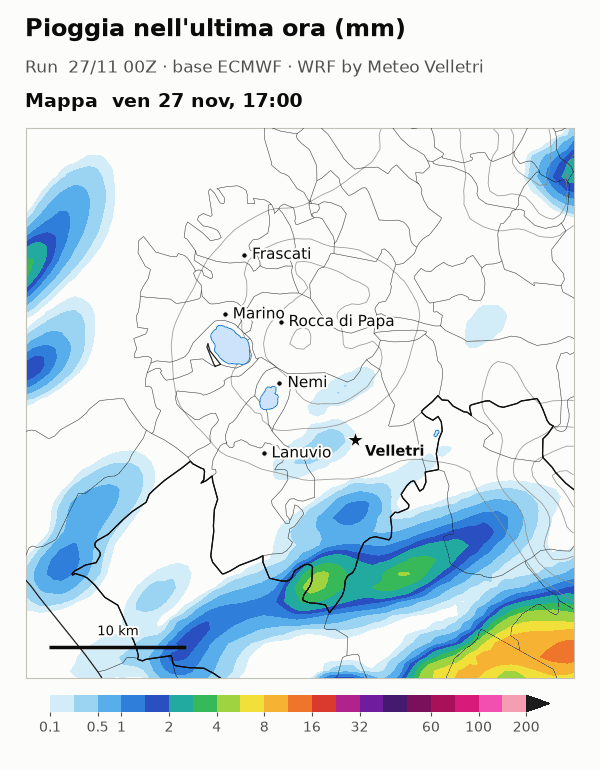 Pioggia nell'ultima ora (mm)
Run  27/11 00Z · base ECMWF · WRF by Meteo Velletri
Mappa  ven 27 nov, 17:00
Frascati
Marino
Rocca di Papa
Nemi
Lanuvio
Velletri
10 km
0.1 0.5 1 2 4 8 16 32 60 100 200